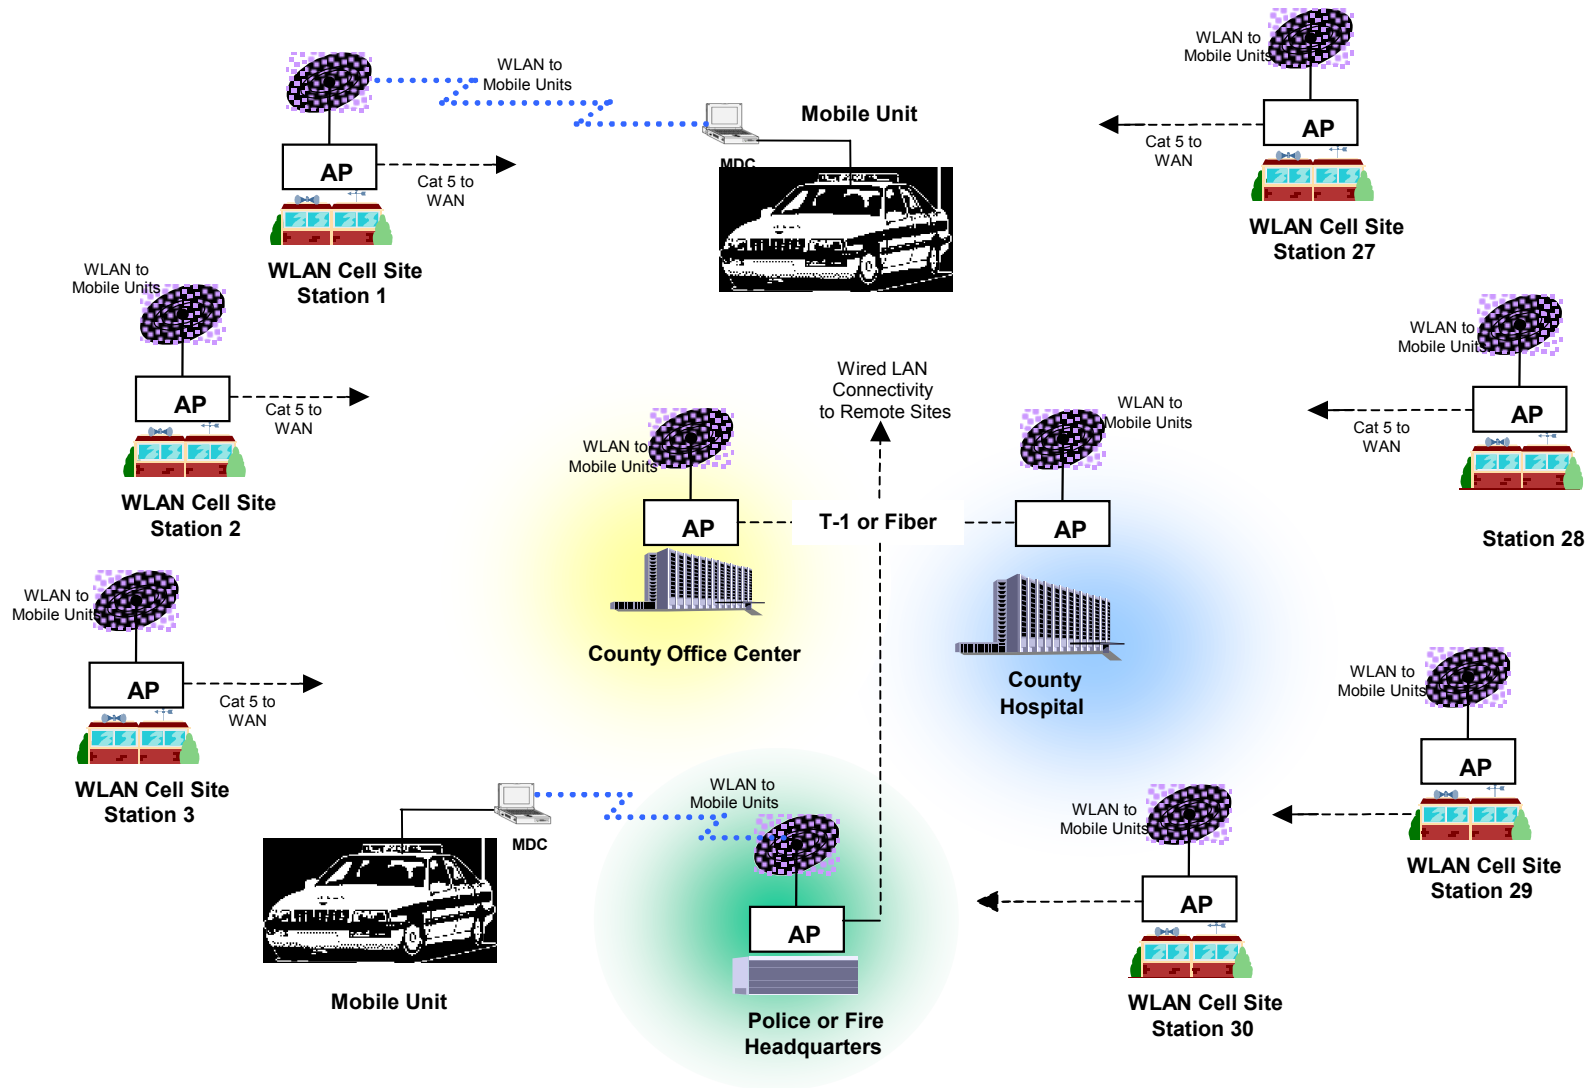 WLAN to
Mobile Units
AP
Cat 5 to
WAN
WLAN Cell Site
Station 1
WLAN to
Mobile Units
MDC
Mobile Unit
WLAN to
Mobile Units
AP
Cat 5 to
WAN
WLAN Cell Site
Station 27
WLAN to
Mobile Units
AP
Cat 5 to
WAN
WLAN Cell Site
Station 2
WLAN to
Mobile Units
AP
Cat 5 to
WAN
Station 28
Wired LAN
Connectivity
to Remote Sites
WLAN to
Mobile Units
AP
T-1 or Fiber
County Office Center
WLAN to
Mobile Units
AP
County
Hospital
WLAN to
Mobile Units
AP
Cat 5 to
WAN
WLAN Cell Site
Station 3
WLAN to
Mobile Units
AP
WLAN Cell Site
Station 29
MDC
Mobile Unit
WLAN to
Mobile Units
AP
Police or Fire
Headquarters
WLAN to
Mobile Units
AP
WLAN Cell Site
Station 30